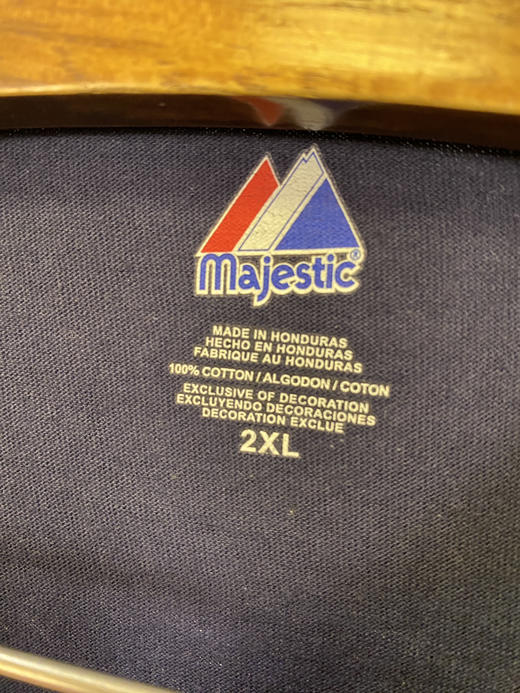 Majestic®
MADE IN HONDURAS
HECHO EN HONDURAS
FABRIQUE AU HONDURAS
100% COTTON / ALGODON / COTON
EXCLUSIVE OF DECORATION
EXCLUYENDO DECORACIONES
DECORATION EXCLUE
2XL